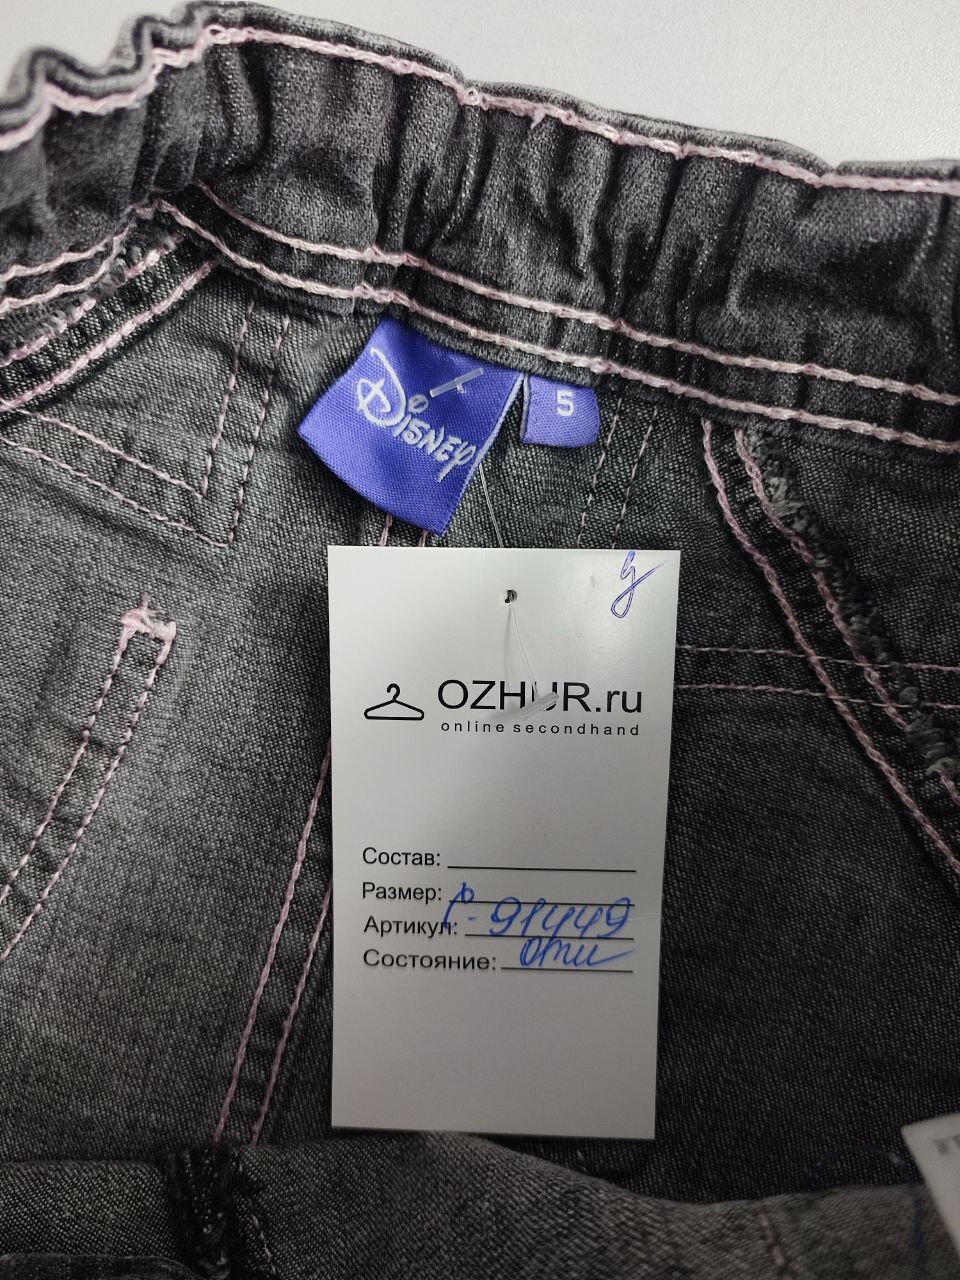 Disney
5
OZHUR.ru
online secondhand
Состав:
Размер:
Артикул: 91449
Состояние: отл